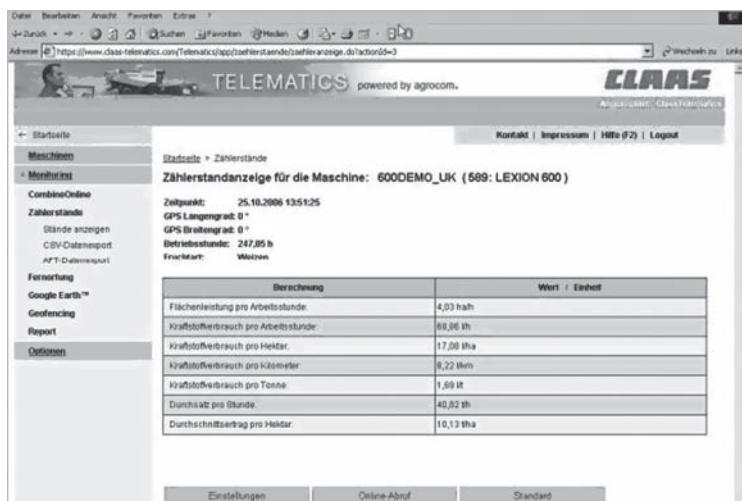 Datei Bearbeiten Ansicht Favoriten Extras ?
Zurück Suchen Favoriten Medien
Adresse https://www.claas-telematics.com/Telematics/app/zaehlerstaende/zaehleranzeige.do?actionId=3 Wechseln zu Links
TELEMATICS powered by agrocom. CLAAS
← Startseite Kontakt | Impressum | Hilfe (F2) | Logout
Maschinen
Monitoring
CombineOnline
Zählerstände
Stände anzeigen
CSV-Datenexport
AFT-Datenexport
Fernortung
Google Earth™
Geofencing
Report
Optionen
Startseite > Zählerstände
Zählerstandanzeige für die Maschine: 600DEMO_UK (589: LEXION 600)
Zeitpunkt: 25.10.2006 13:51:25
GPS Längengrad: 0 °
GPS Breitengrad: 0 °
Betriebsstunde: 247,05 h
Fruchtart: Weizen
Berechnung Wert / Einheit
Flächenleistung pro Arbeitsstunde: 4,03 ha/h
Kraftstoffverbrauch pro Arbeitsstunde: 68,86 l/h
Kraftstoffverbrauch pro Hektar: 17,08 l/ha
Kraftstoffverbrauch pro Kilometer: 8,22 l/km
Kraftstoffverbrauch pro Tonne: 1,69 l/t
Durchsatz pro Stunde: 40,82 t/h
Durchschnittsertrag pro Hektar: 10,13 t/ha
Einstellungen Online-Abruf Standard